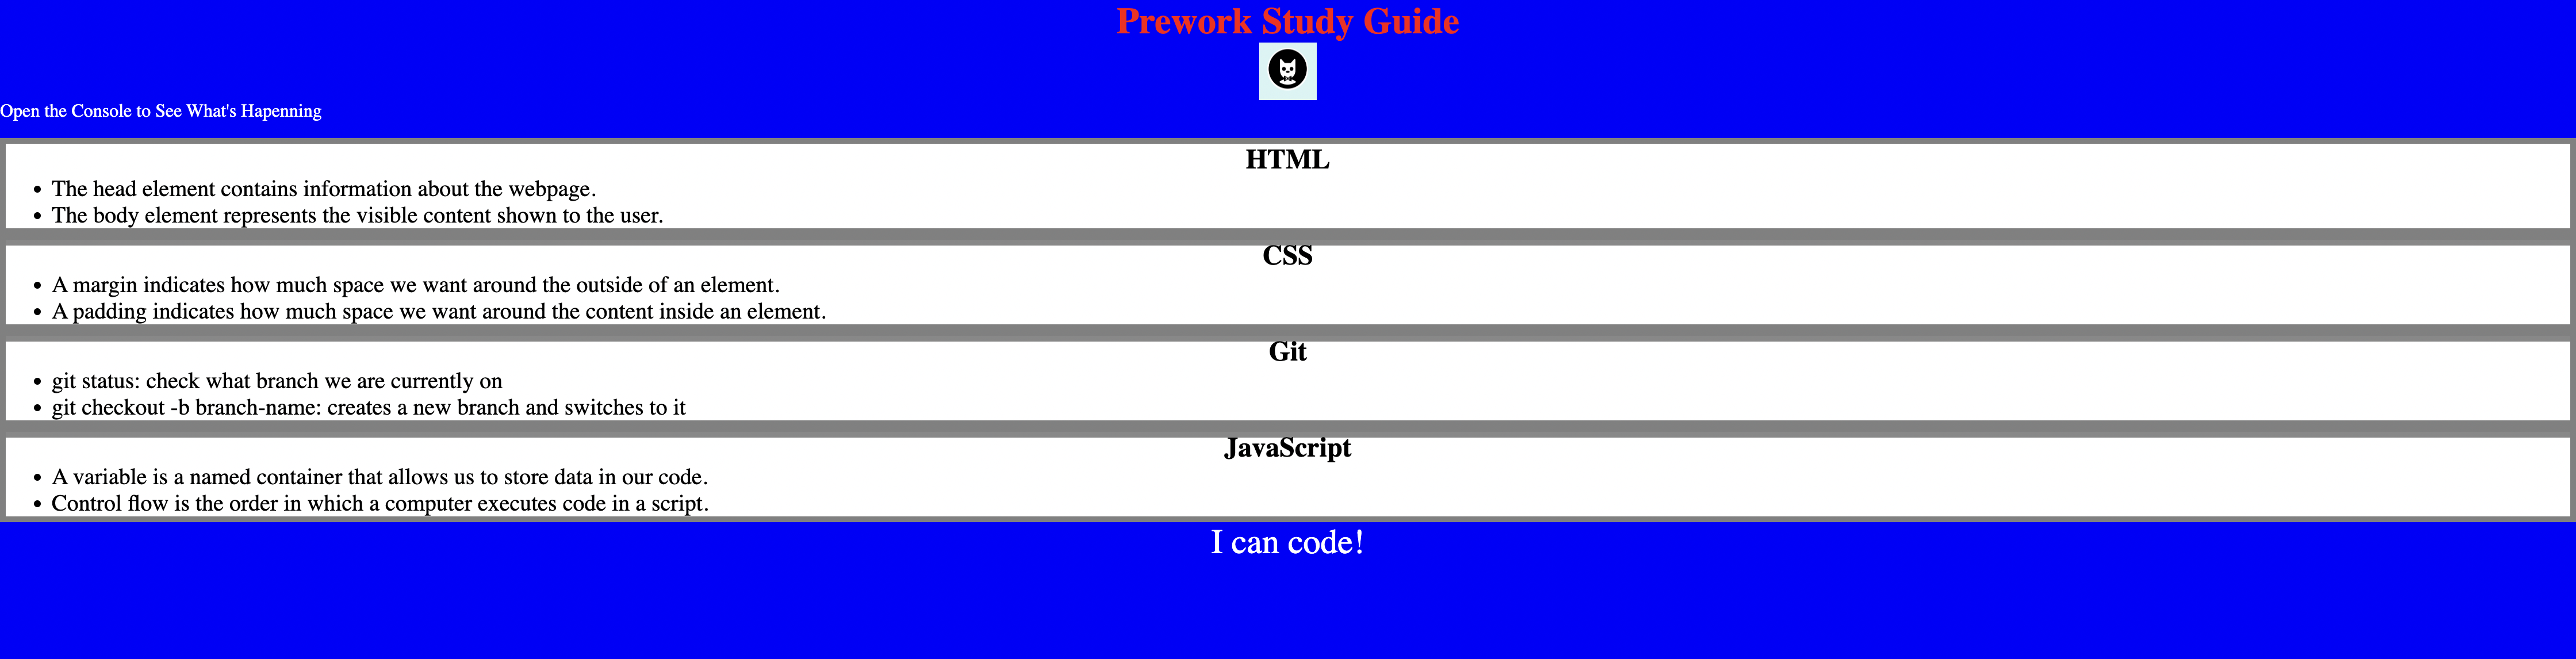 Prework Study Guide
Open the Console to See What's Hapenning
HTML
• The head element contains information about the webpage.
• The body element represents the visible content shown to the user.
CSS
• A margin indicates how much space we want around the outside of an element.
• A padding indicates how much space we want around the content inside an element.
Git
• git status: check what branch we are currently on
• git checkout -b branch-name: creates a new branch and switches to it
JavaScript
• A variable is a named container that allows us to store data in our code.
• Control flow is the order in which a computer executes code in a script.
I can code!